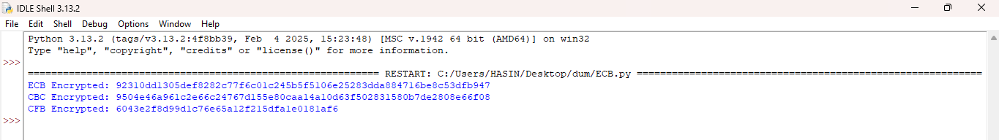 IDLE Shell 3.13.2
File Edit Shell Debug Options Window Help
Python 3.13.2 (tags/v3.13.2:4f8bb39, Feb  4 2025, 15:23:48) [MSC v.1942 64 bit (AMD64)] on win32
Type "help", "copyright", "credits" or "license()" for more information.
>>>
============================================================ RESTART: C:/Users/HASIN/Desktop/dum/ECB.py ===========================================================
ECB Encrypted: 92310dd1305def8282c77f6c01c245b5f5106e25283dda884716be8c53dfb947
CBC Encrypted: 9504e46a961c2e66c24767d155e80caa14a10d63f502831580b7de2808e66f08
CFB Encrypted: 6043e2f8d99d1c76e65a12f215dfa1e0181af6
>>>